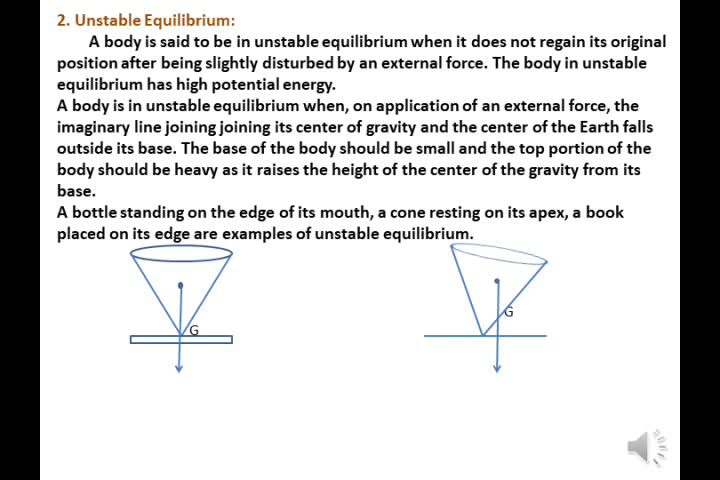 2. Unstable Equilibrium:
A body is said to be in unstable equilibrium when it does not regain its original
position after being slightly disturbed by an external force. The body in unstable
equilibrium has high potential energy.
A body is in unstable equilibrium when, on application of an external force, the
imaginary line joining joining its center of gravity and the center of the Earth falls
outside its base. The base of the body should be small and the top portion of the
body should be heavy as it raises the height of the center of the gravity from its
base.
A bottle standing on the edge of its mouth, a cone resting on its apex, a book
placed on its edge are examples of unstable equilibrium.
G
G